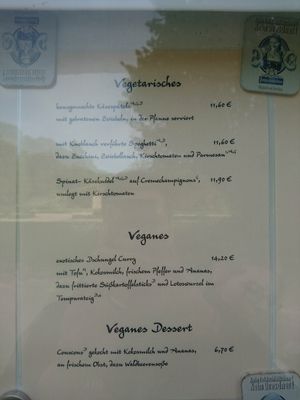 Vegetarisches
hausgemachte Käsespätzle 11,60 €
mit gebratenen Zwiebeln, in der Pfanne serviert
mit Knoblauch verführte Spaghetti 11,60 €
dazu Zucchini, Zwiebellauch, Kirschtomaten und Parmesan
Spinat-Käseknödel auf Cremechampignons 11,90 €
umlegt mit Kirschtomaten
Veganes
exotisches Dschungel Curry 14,20 €
mit Tofu, Kokosmilch, frischem Pfeffer und Ananas,
dazu frittierte Süßkartoffelsticks und Lotoswurzel im
Tempurateig
Veganes Dessert
Couscous gekocht mit Kokosmilch und Ananas, 6,70 €
an frischem Obst, dazu Waldbeerensoße